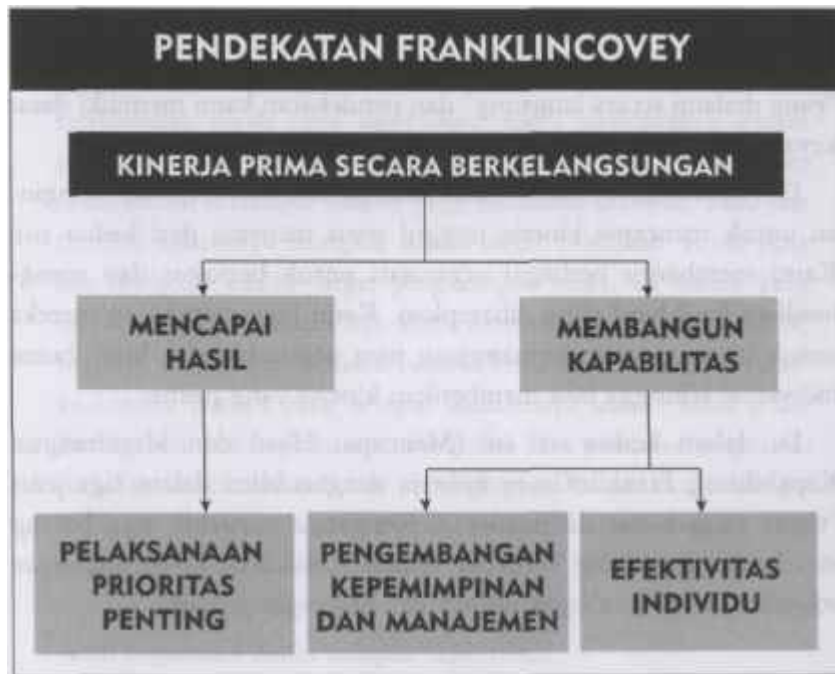 PENDEKATAN FRANKLINCOVEY
KINERJA PRIMA SECARA BERKELANGSUNGAN
MENCAPAI
HASIL
MEMBANGUN
KAPABILITAS
PELAKSANAAN
PRIORITAS
PENTING
PENGEMBANGAN
KEPEMIMPINAN
DAN MANAJEMEN
EFEKTIVITAS
INDIVIDU